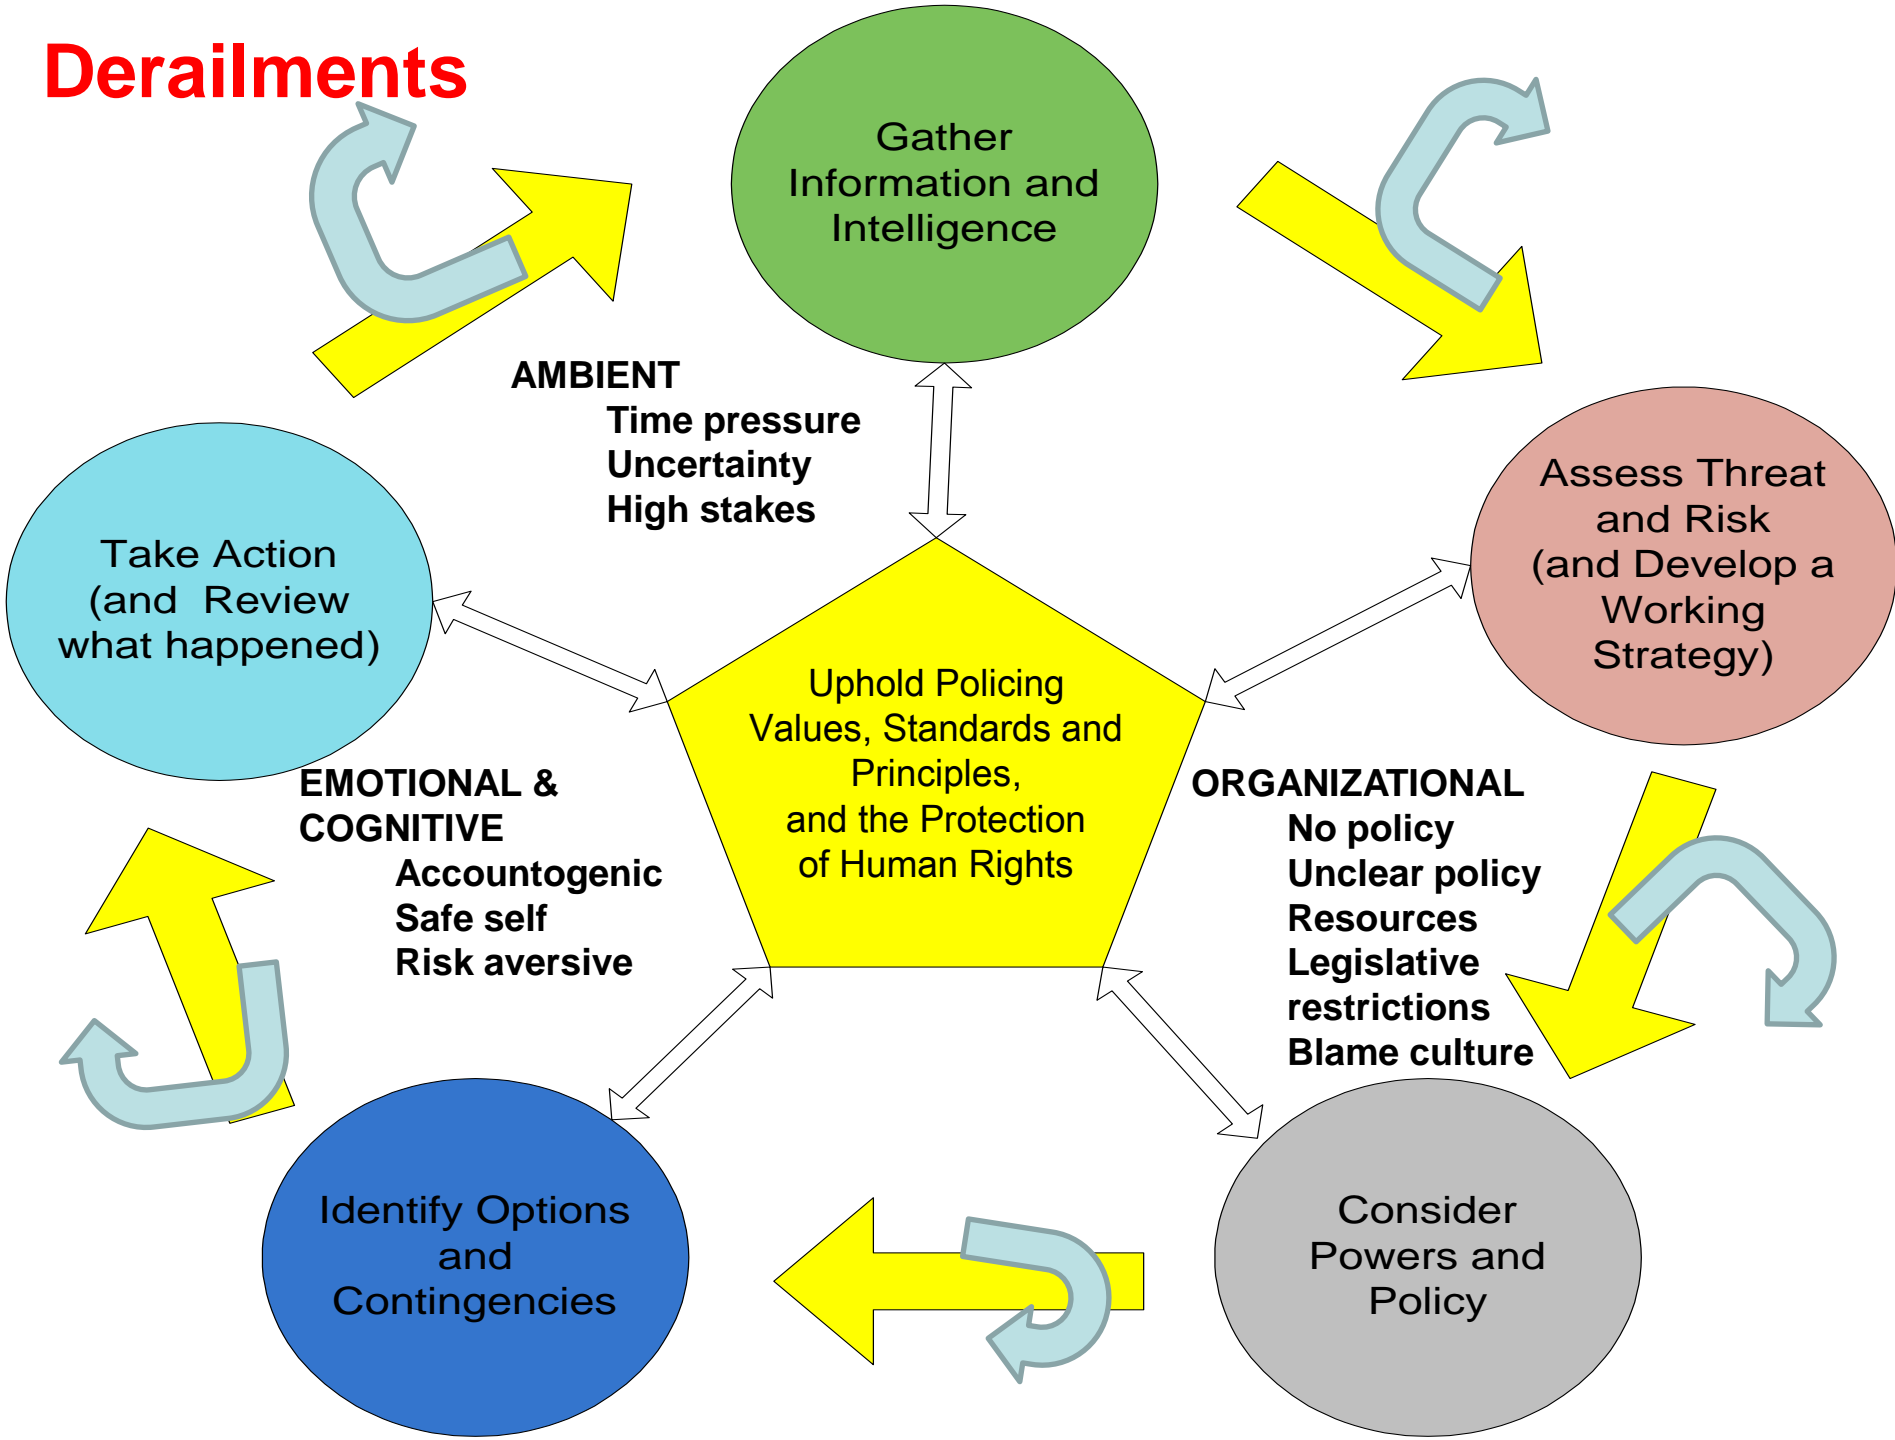 Derailments
Gather
Information and
Intelligence
AMBIENT
Time pressure
Uncertainty
High stakes
Assess Threat
and Risk
(and Develop a
Working
Strategy)
Take Action
(and Review
what happened)
Uphold Policing
Values, Standards and
Principles,
and the Protection
of Human Rights
EMOTIONAL &
COGNITIVE
Accountogenic
Safe self
Risk aversive
ORGANIZATIONAL
No policy
Unclear policy
Resources
Legislative
restrictions
Blame culture
Identify Options
and
Contingencies
Consider
Powers and
Policy